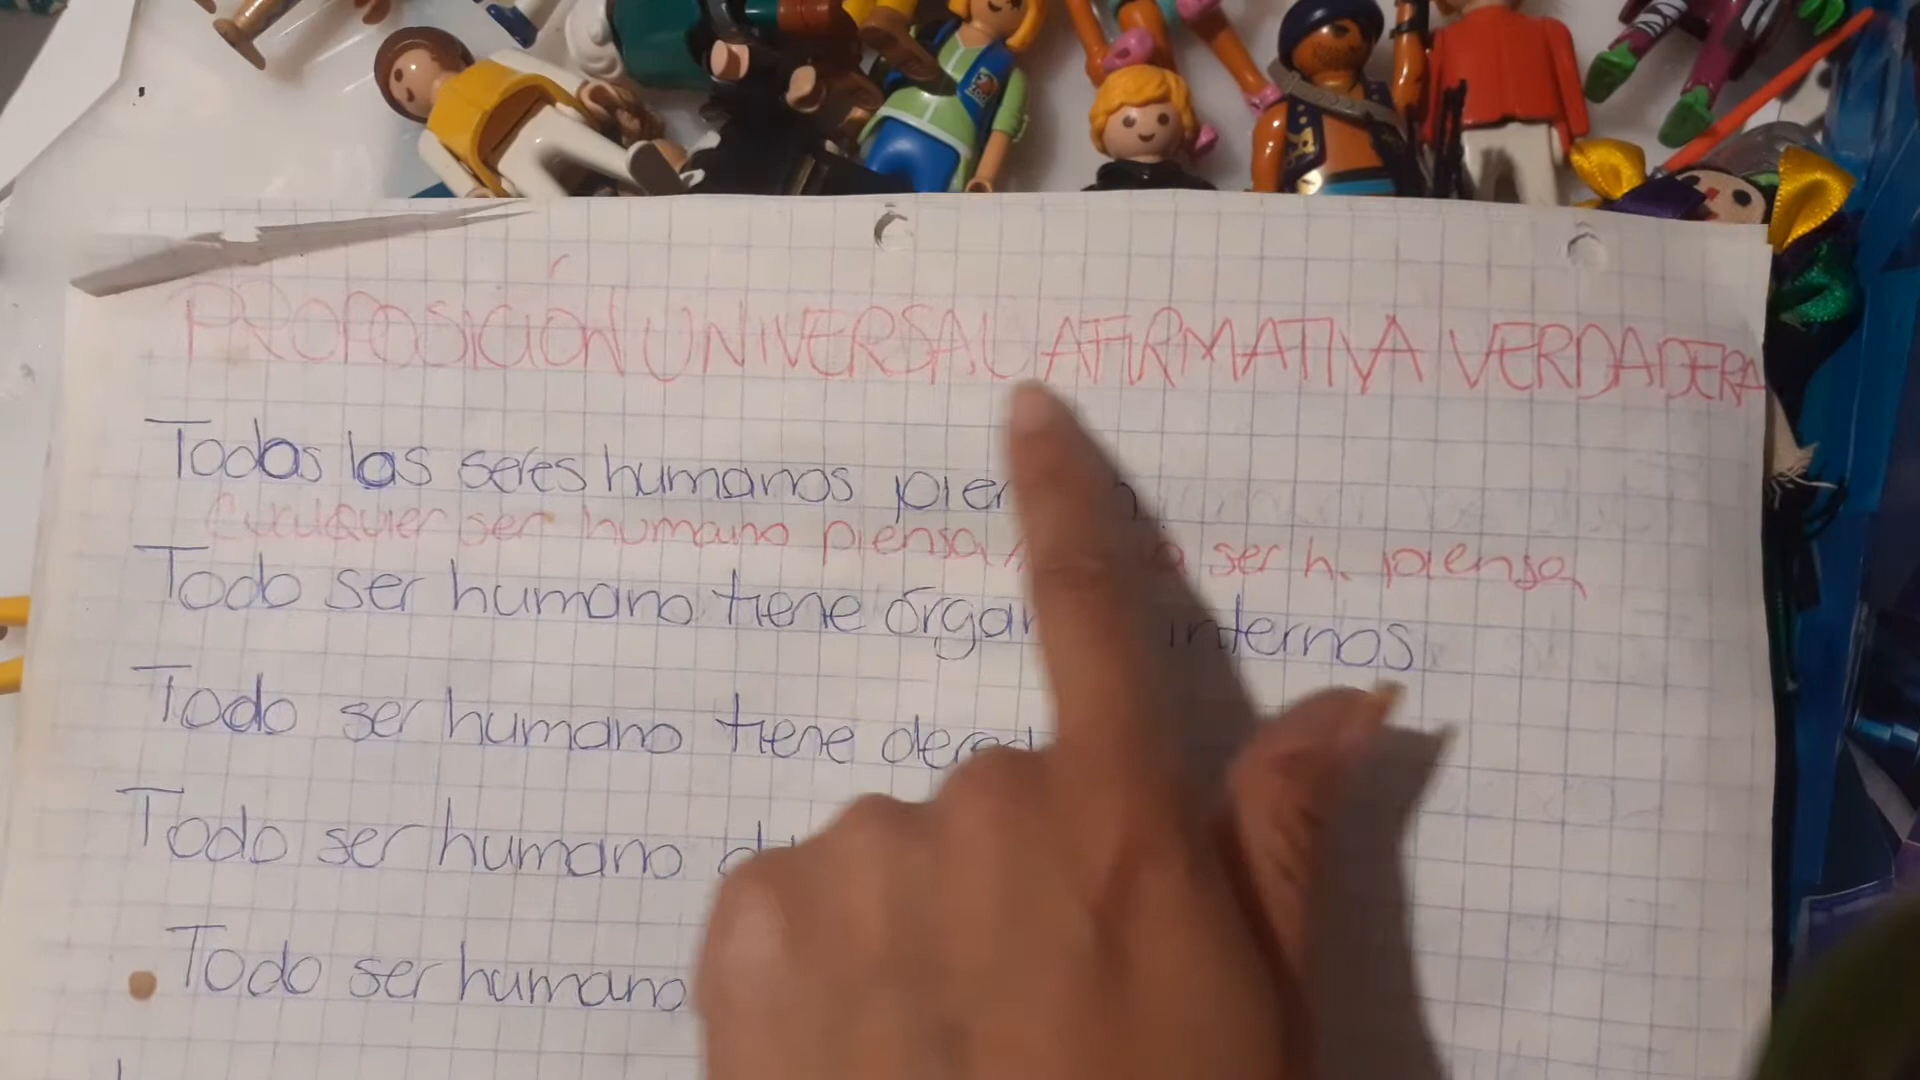 PROPOSICIÓN UNIVERSAL AFIRMATIVA VERDADERA
Todos los seres humanos
Cualquier ser humano piensa ser h. piensa
Todo ser humano tiene internos
Todo ser humano tiene
Todo ser humano
Todo ser humano